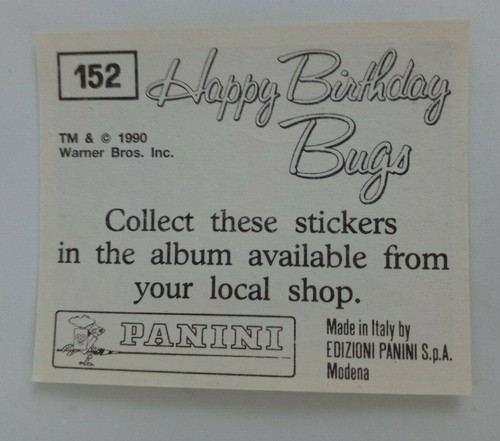 152
Happy Birthday
Bugs
TM & © 1990
Warner Bros. Inc.
Collect these stickers
in the album available from
your local shop.
PANINI
Made in Italy by
EDIZIONI PANINI S.p.A.
Modena